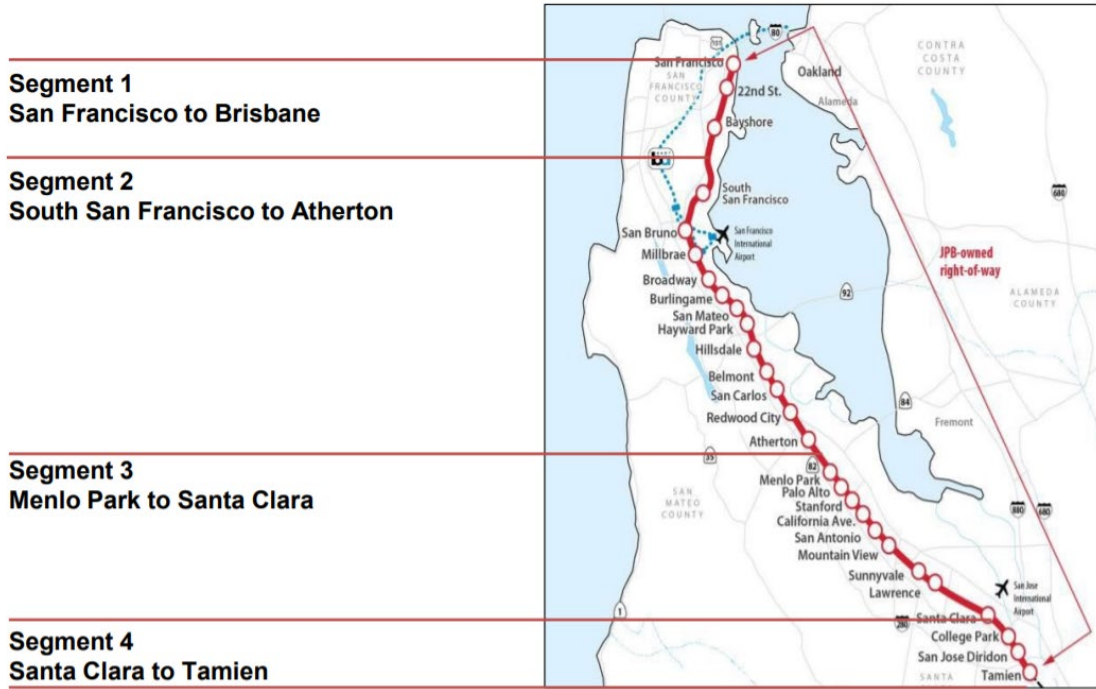 Segment 1
San Francisco to Brisbane
Segment 2
South San Francisco to Atherton
Segment 3
Menlo Park to Santa Clara
Segment 4
Santa Clara to Tamien
80
101
CONTRA
COSTA
COUNTY
San Francisco
SAN
FRANCISCO
COUNTY
Oakland
22nd St.
Alameda
Bayshore
ba
680
South
San Francisco
San Bruno
San Francisco
International
Airport
Millbrae
JPB-owned
right-of-way
Broadway
92
ALAMEDA
COUNTY
Burlingame
San Mateo
Hayward Park
Hillsdale
Belmont
San Carlos
84
Redwood City
Fremont
Atherton
35
82
Menlo Park
Palo Alto
SAN
MATEO
COUNTY
Stanford
880
680
California Ave.
San Antonio
Mountain View
Sunnyvale
Lawrence
San Jose
International
Airport
1
280
Santa Clara
College Park
San Jose Diridon
Tamien
SANTA